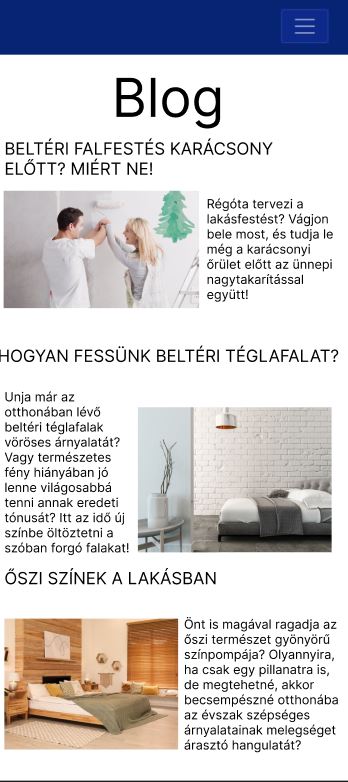 Blog
BELTÉRI FALFESTÉS KARÁCSONY
ELŐTT? MIÉRT NE!
Régóta tervezi a
lakásfestést? Vágjon
bele most, és tudja le
még a karácsonyi
őrület előtt az ünnepi
nagytakarítással
együtt!
HOGYAN FESSÜNK BELTÉRI TÉGLAFALAT?
Unja már az
otthonában lévő
beltéri téglafalak
vöröses árnyalatát?
Vagy természetes
fény hiányában jó
lenne világosabbá
tenni annak eredeti
tónusát? Itt az idő új
színbe öltöztetni a
szóban forgó falakat!
ŐSZI SZÍNEK A LAKÁSBAN
Önt is magával ragadja az
őszi természet gyönyörű
színpompája? Olyannyira,
ha csak egy pillanatra is,
de megtehetné, akkor
becsempészné otthonába
az évszak szépséges
árnyalatainak melegséget
árasztó hangulatát?